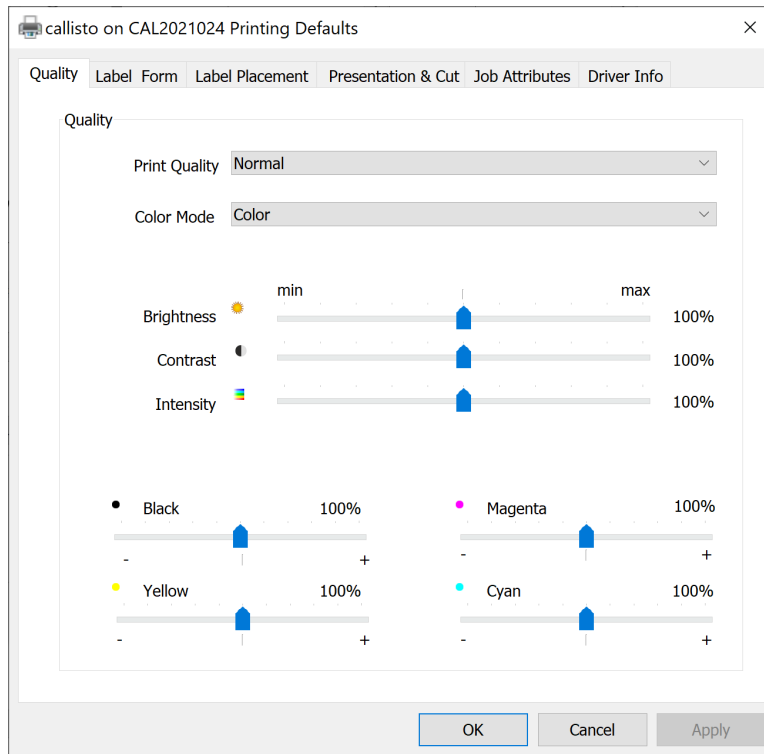 callisto on CAL2021024 Printing Defaults
Quality Label Form Label Placement Presentation & Cut Job Attributes Driver Info
Quality
Print Quality Normal
Color Mode Color
min max
Brightness 100%
Contrast 100%
Intensity 100%
Black 100% Magenta 100%
- + - +
Yellow 100% Cyan 100%
- + - +
OK Cancel Apply